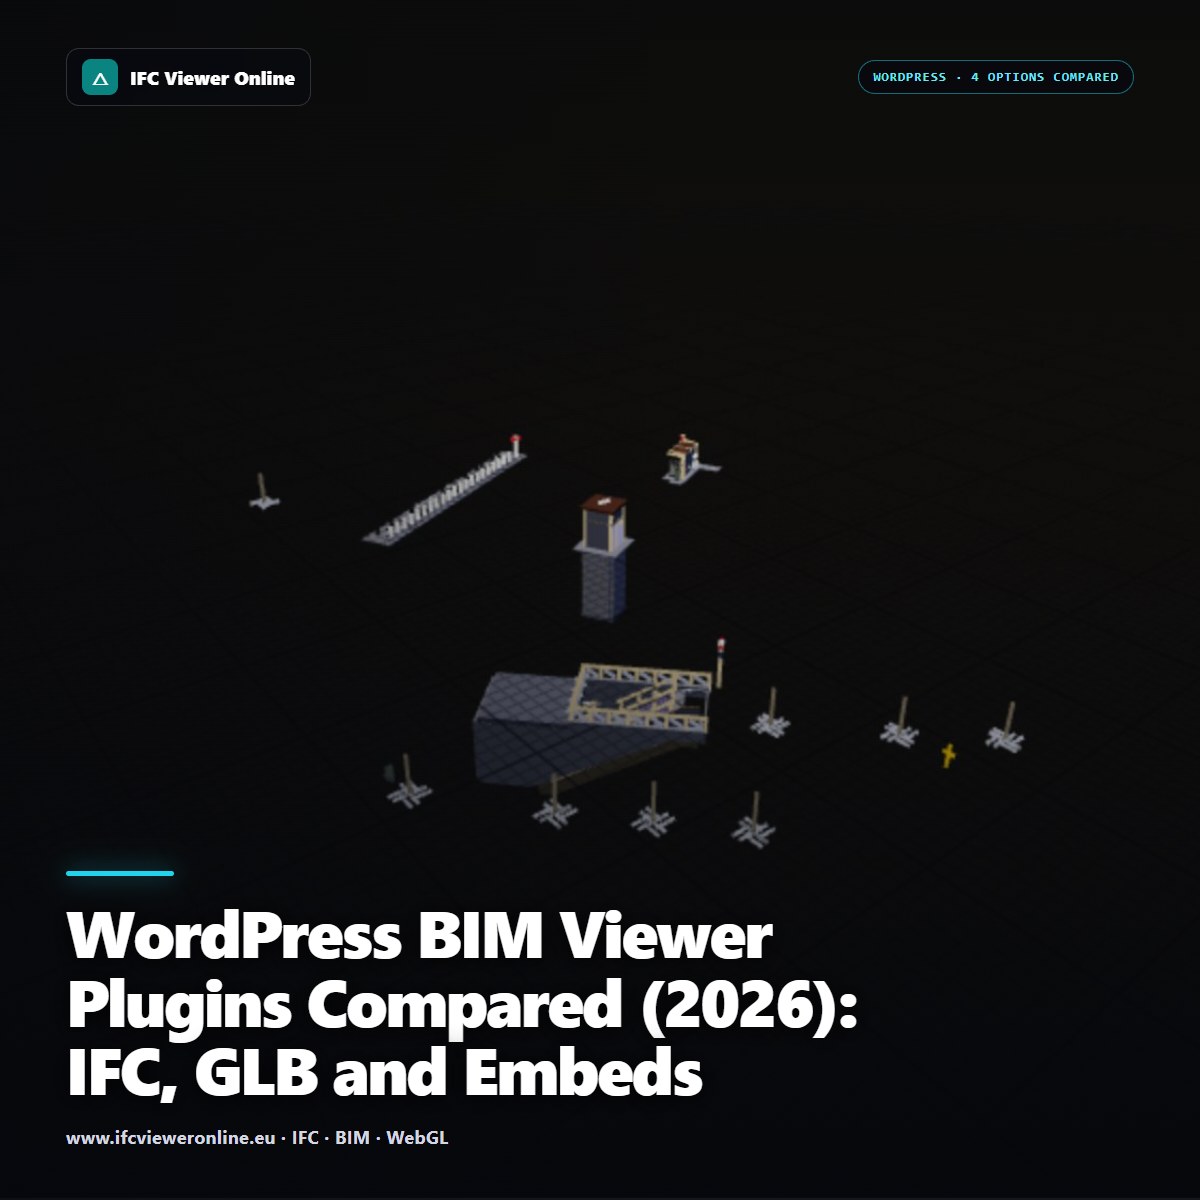 IFC Viewer Online
WORDPRESS · 4 OPTIONS COMPARED
WordPress BIM Viewer
Plugins Compared (2026):
IFC, GLB and Embeds
www.ifcvieweronline.eu · IFC · BIM · WebGL